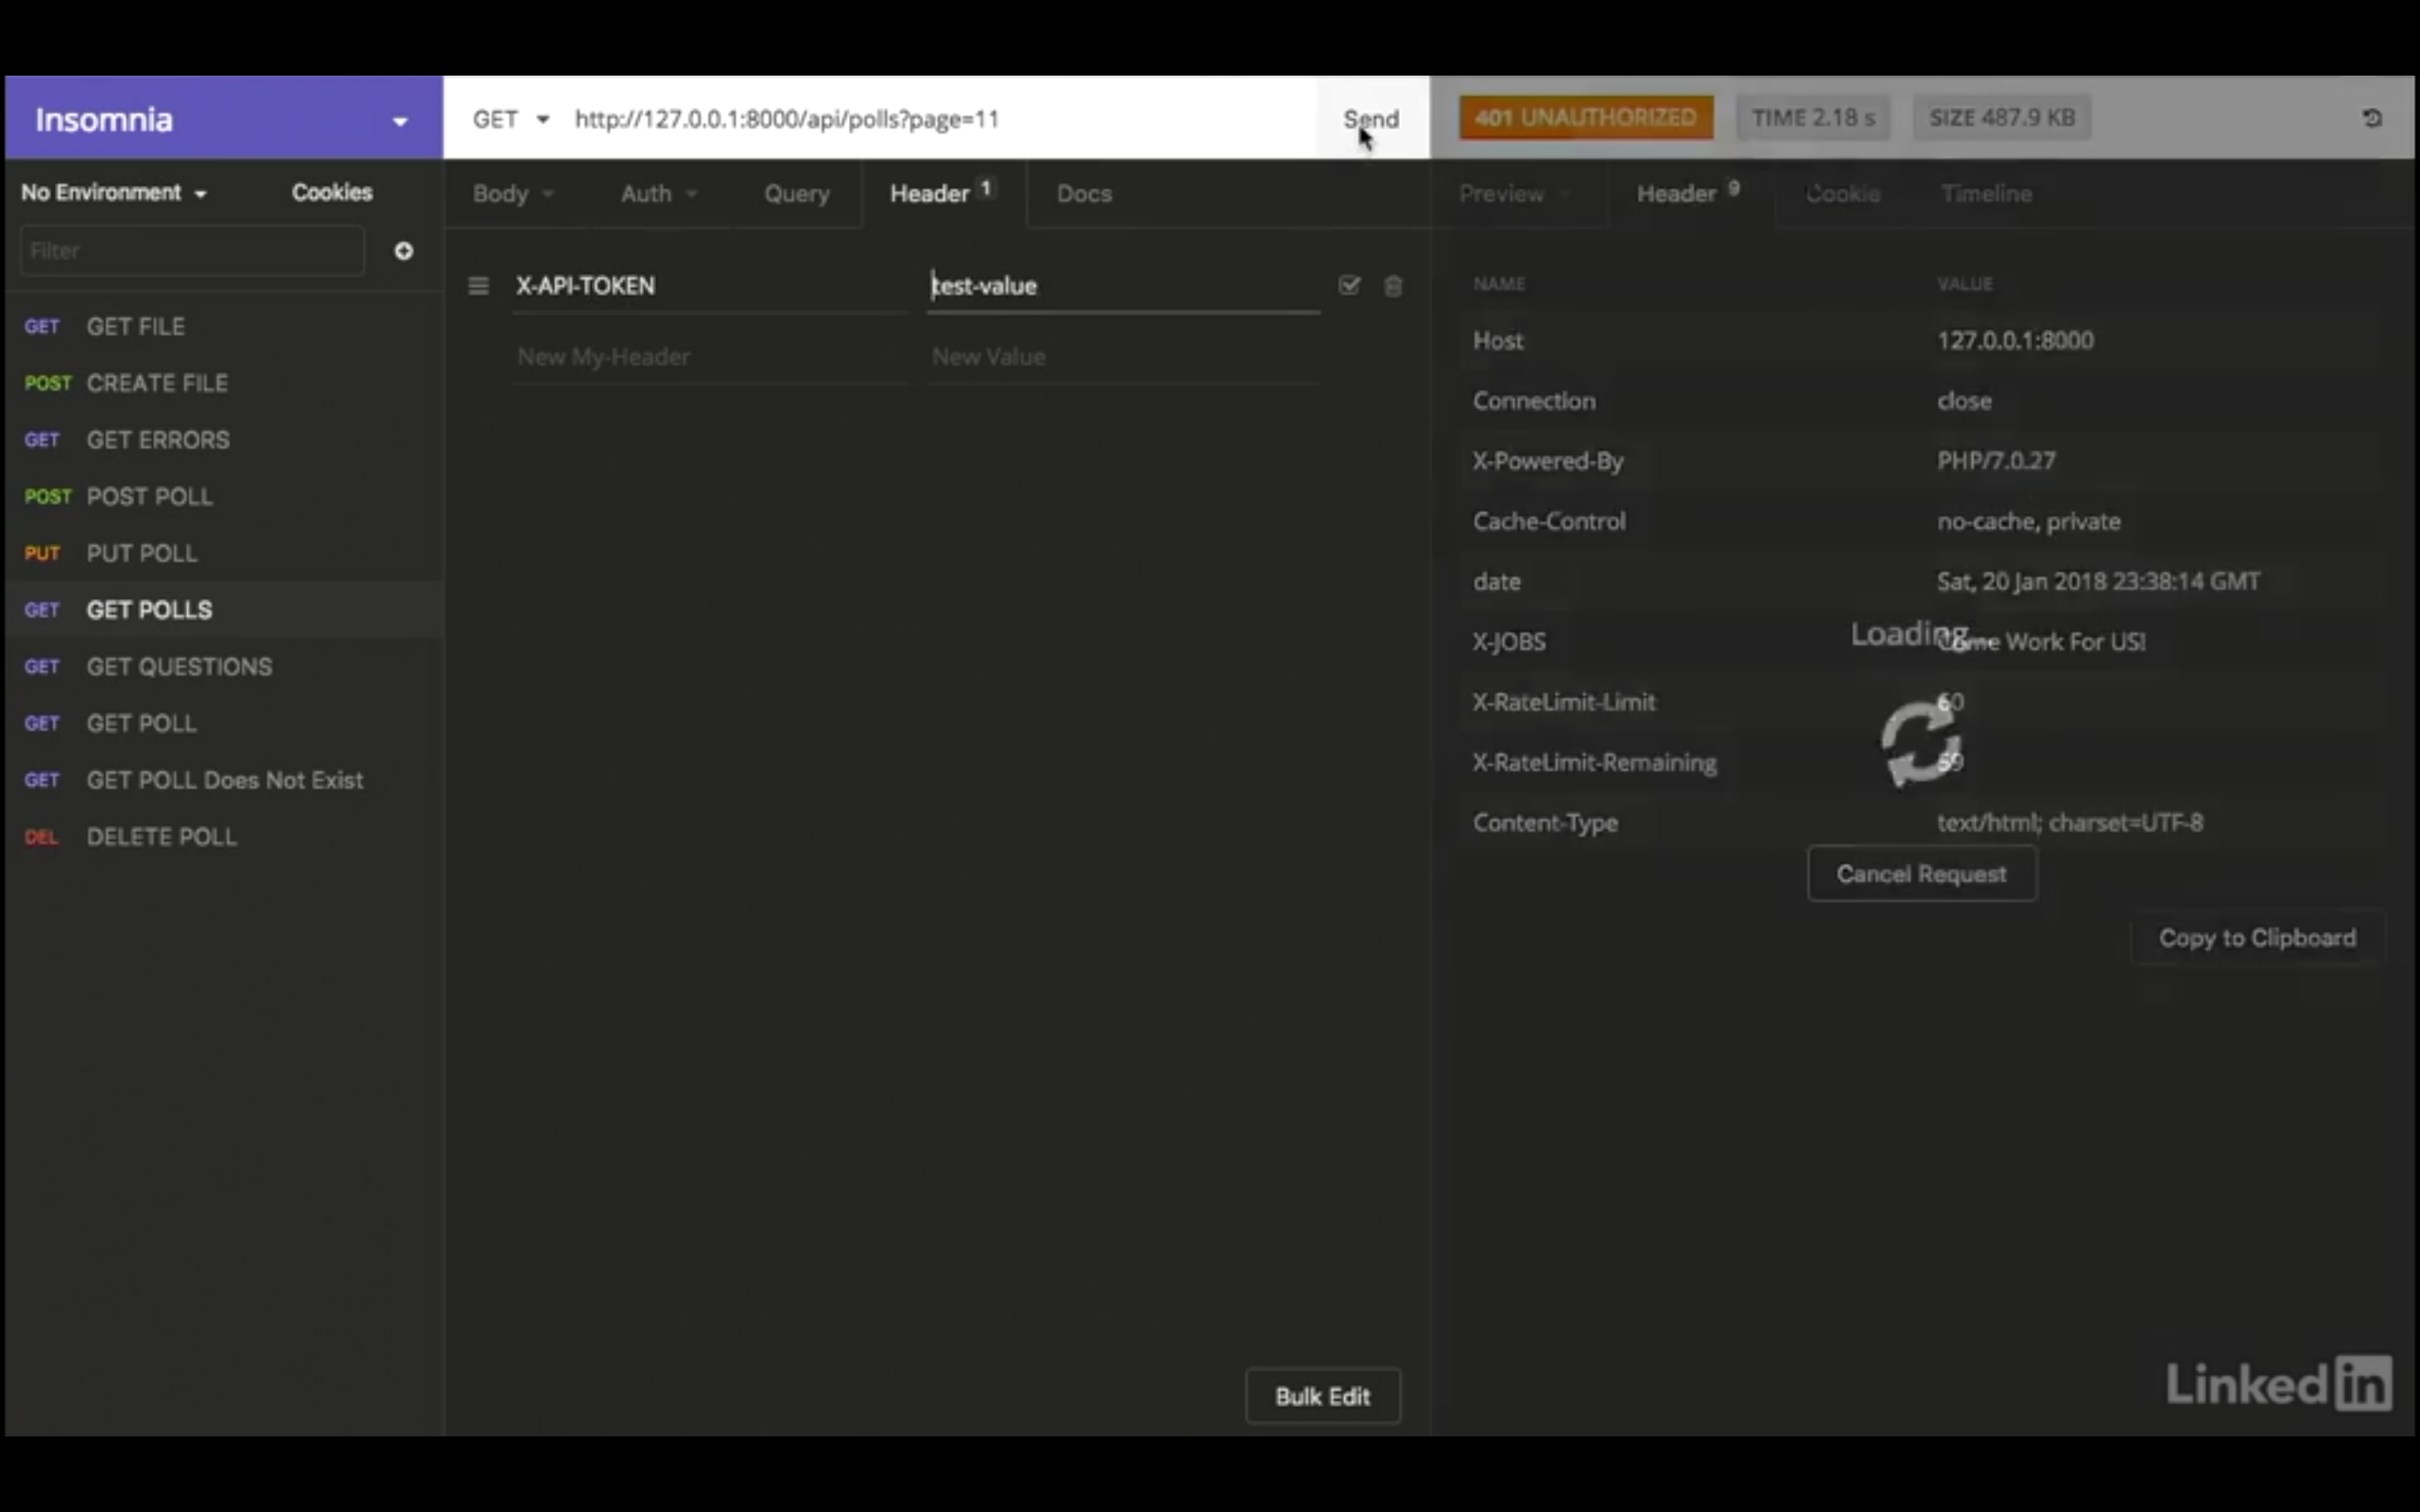 Insomnia
GET http://127.0.0.1:8000/api/polls?page=11 Send
401 UNAUTHORIZED TIME 2.18 s SIZE 487.9 KB
No Environment Cookies
Body Auth Query Header 1 Docs
Preview Header 9 Cookie Timeline
Filter
GET GET FILE
POST CREATE FILE
GET GET ERRORS
POST POST POLL
PUT PUT POLL
GET GET POLLS
GET GET QUESTIONS
GET GET POLL
GET GET POLL Does Not Exist
DEL DELETE POLL
X-API-TOKEN test-value
New My-Header New Value
Bulk Edit
NAME VALUE
Host 127.0.0.1:8000
Connection close
X-Powered-By PHP/7.0.27
Cache-Control no-cache, private
date Sat, 20 Jan 2018 23:38:14 GMT
X-JOBS Come Work For US!
Loading...
X-RateLimit-Limit 60
X-RateLimit-Remaining 59
Content-Type text/html; charset=UTF-8
Cancel Request
Copy to Clipboard
Linked in